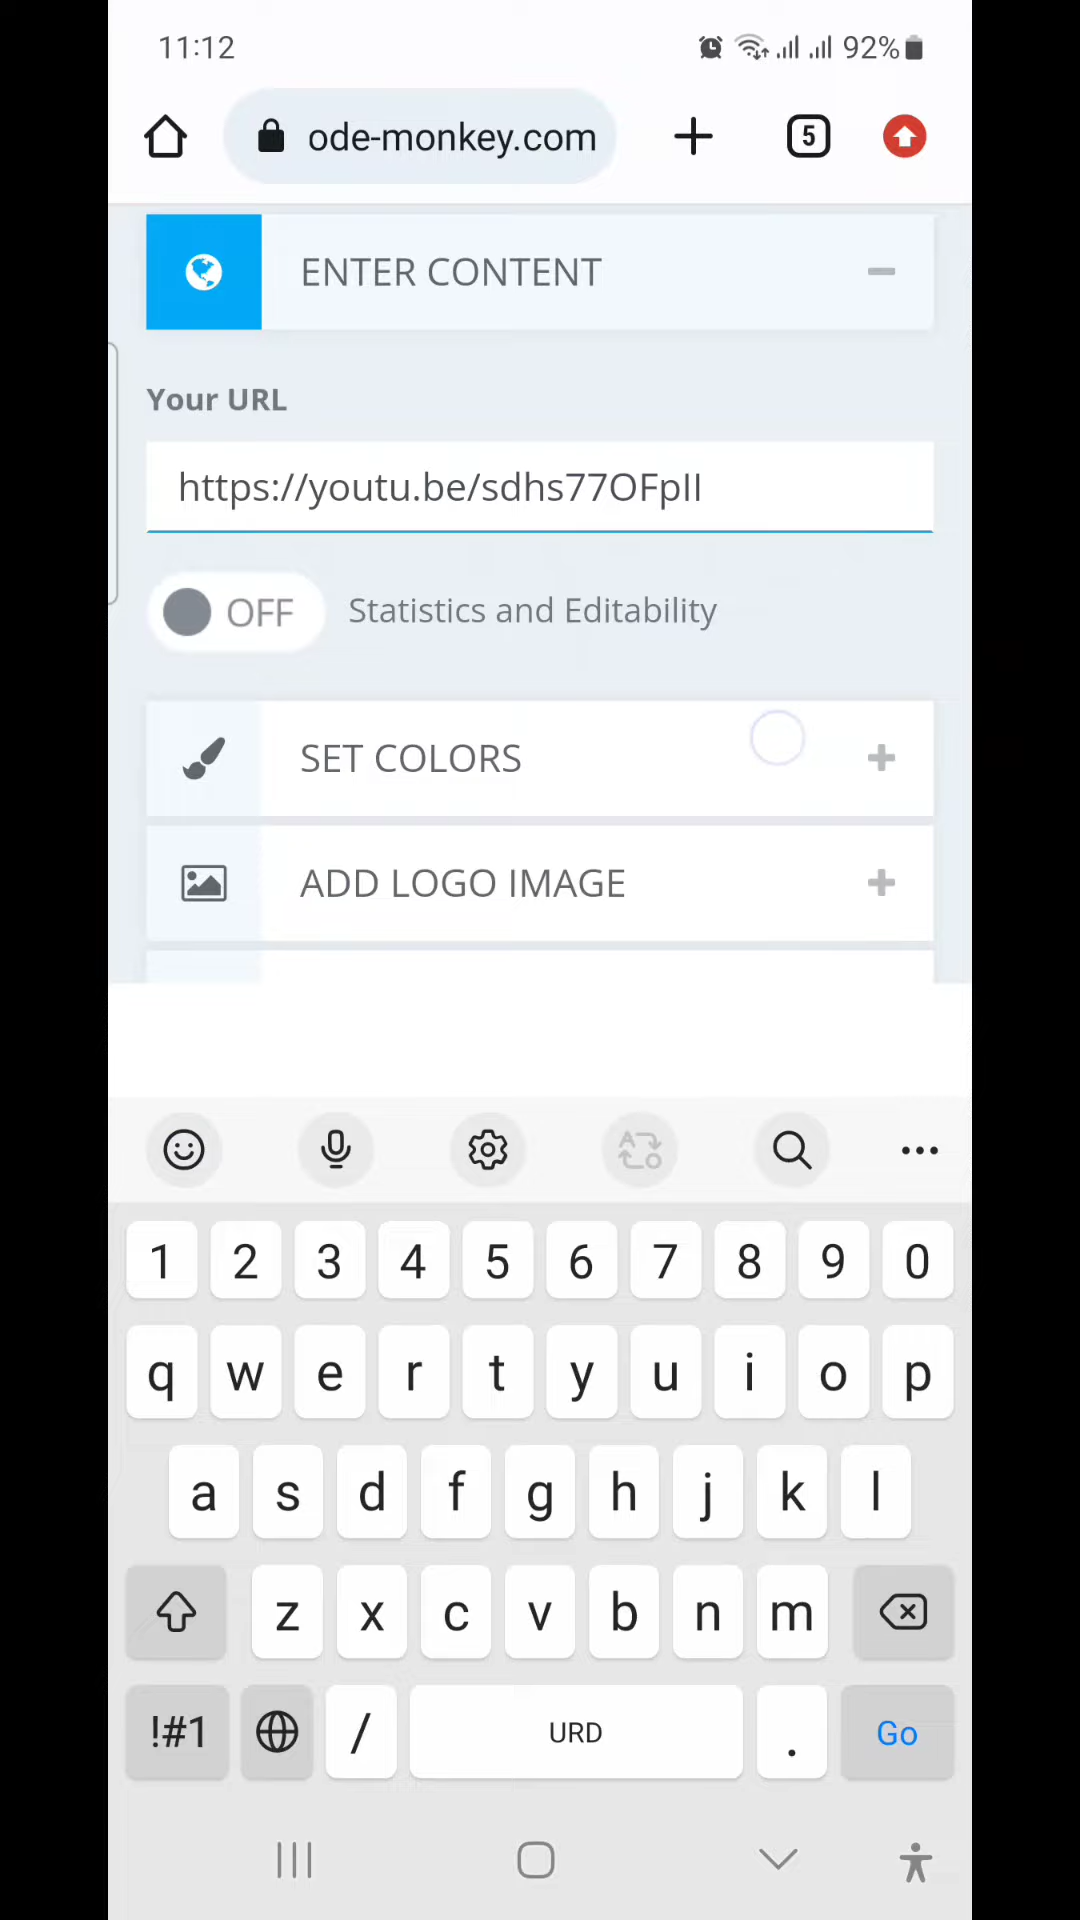 11:12
92%
ode-monkey.com
5
ENTER CONTENT
Your URL
https://youtu.be/sdhs77OFpII
OFF
Statistics and Editability
SET COLORS
ADD LOGO IMAGE
1 2 3 4 5 6 7 8 9 0
q w e r t y u i o p
a s d f g h j k l
z x c v b n m
!#1 / URD . Go